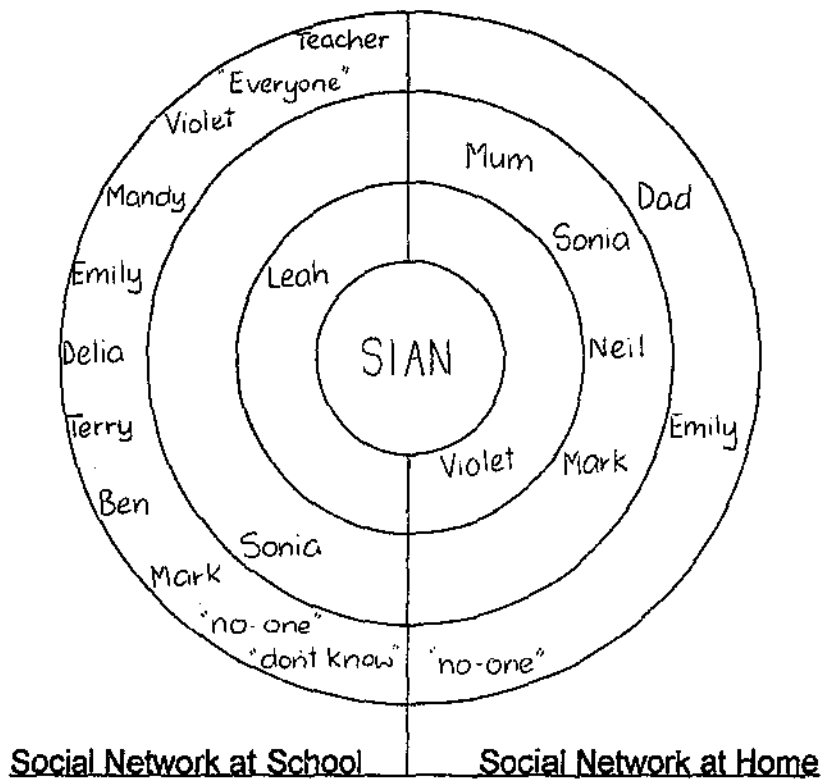 Teacher
"Everyone"
Violet
Mum
Mandy
Dad
Sonia
Emily
Leah
Delia
SIAN
Neil
Terry
Emily
Violet
Mark
Ben
Sonia
Mark
"no-one"
"don't know"
"no-one"
Social Network at School
Social Network at Home